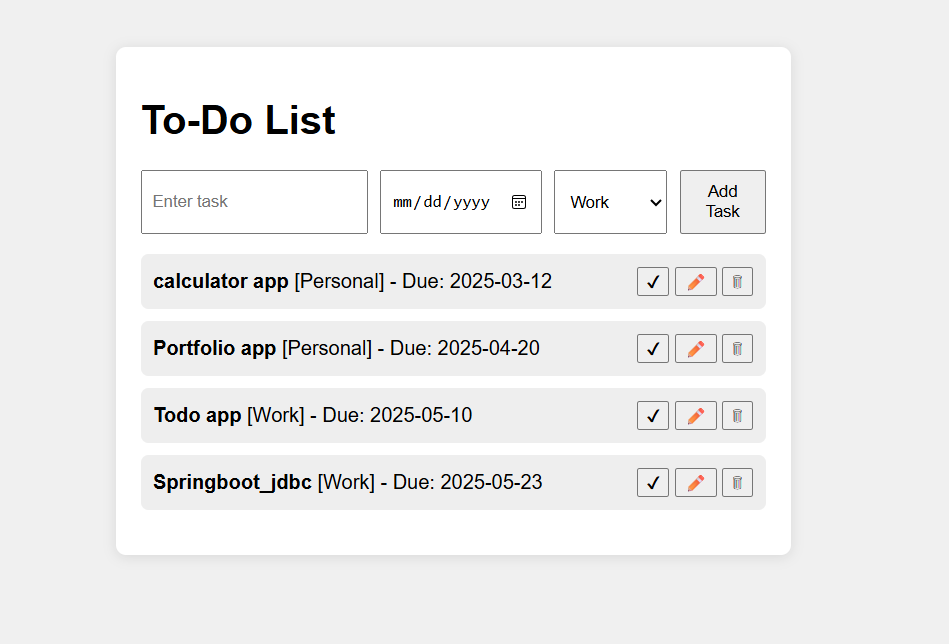 To-Do List
Enter task mm/dd/yyyy Work Add Task
calculator app [Personal] - Due: 2025-03-12
Portfolio app [Personal] - Due: 2025-04-20
Todo app [Work] - Due: 2025-05-10
Springboot_jdbc [Work] - Due: 2025-05-23